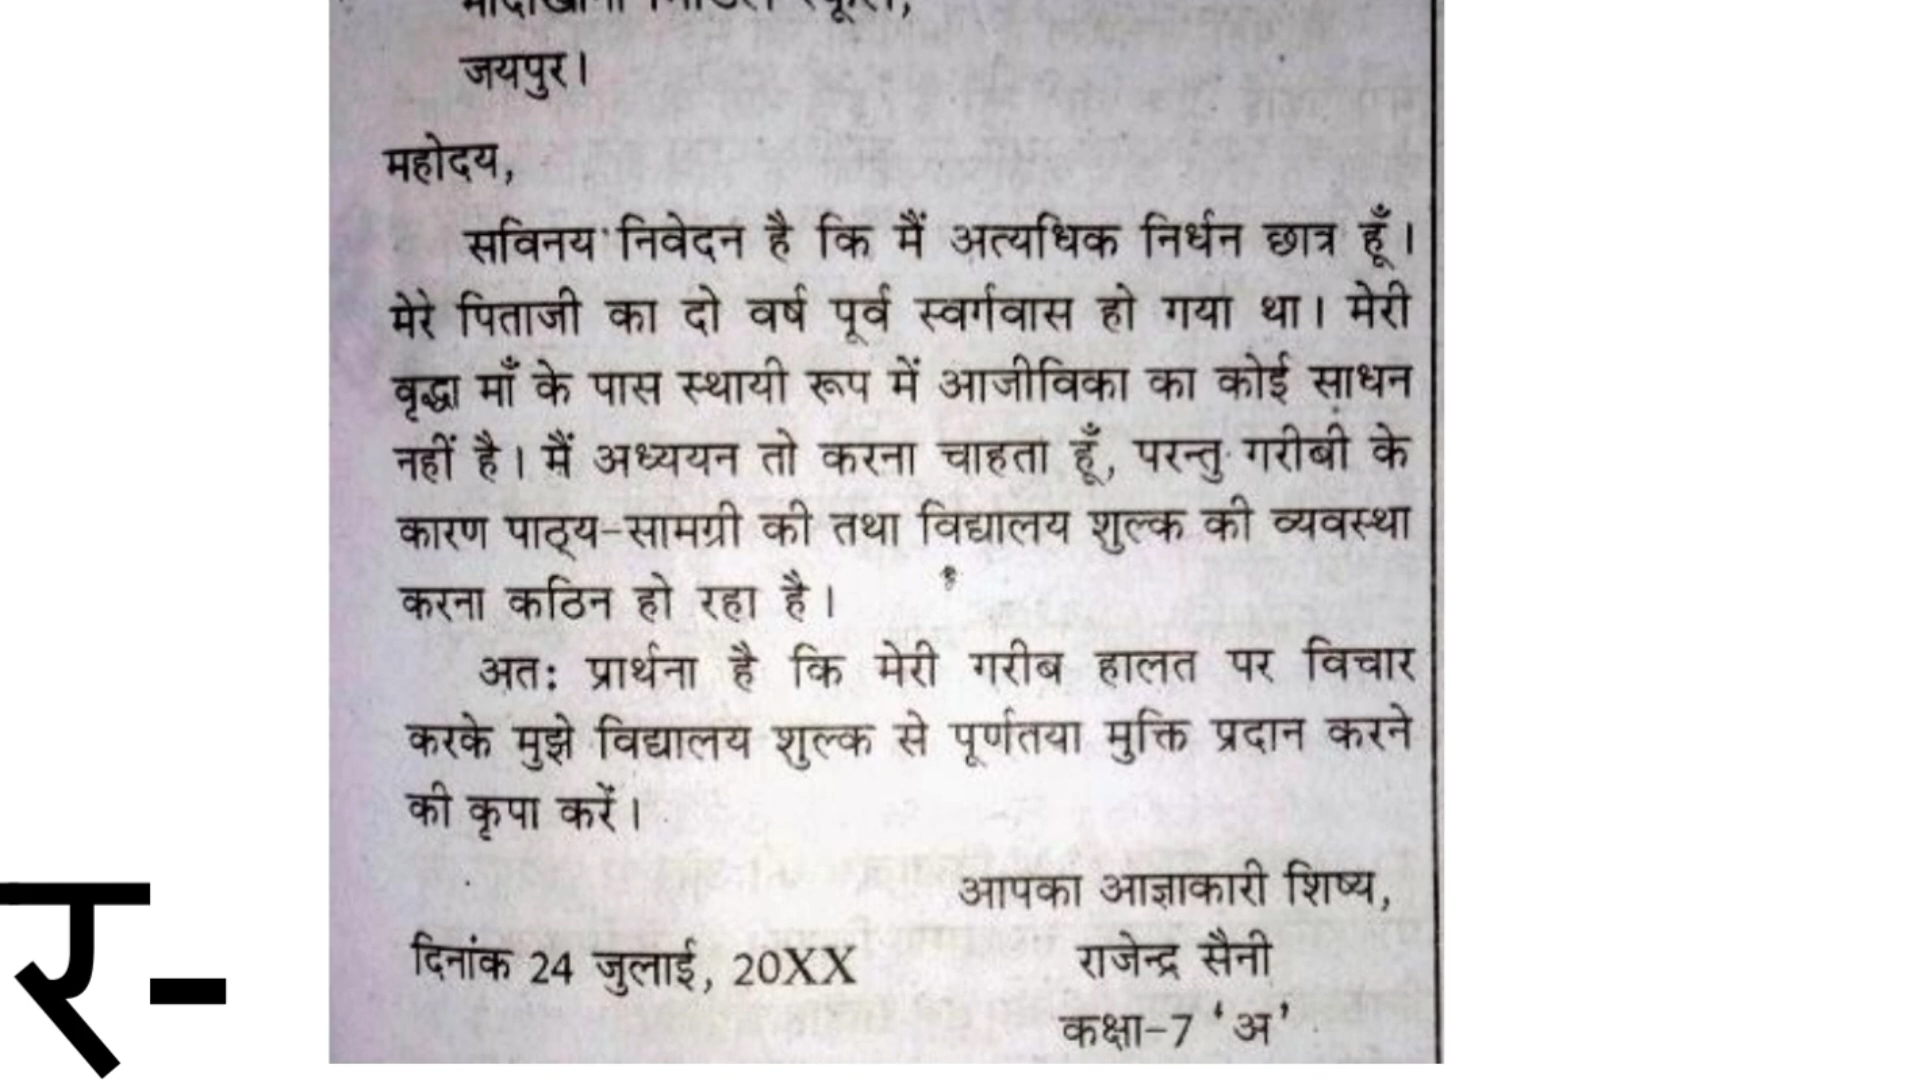 जयपुर।
महोदय,
सविनय निवेदन है कि मैं अत्यधिक निर्धन छात्र हूँ।
मेरे पिताजी का दो वर्ष पूर्व स्वर्गवास हो गया था। मेरी
वृद्धा माँ के पास स्थायी रूप में आजीविका का कोई साधन
नहीं है। मैं अध्ययन तो करना चाहता हूँ, परन्तु गरीबी के
कारण पाठ्य-सामग्री की तथा विद्यालय शुल्क की व्यवस्था
करना कठिन हो रहा है।
अतः प्रार्थना है कि मेरी गरीब हालत पर विचार
करके मुझे विद्यालय शुल्क से पूर्णतया मुक्ति प्रदान करने
की कृपा करें।
आपका आज्ञाकारी शिष्य,
दिनांक 24 जुलाई, 20XX राजेन्द्र सैनी
कक्षा-7 ‘अ’
र-